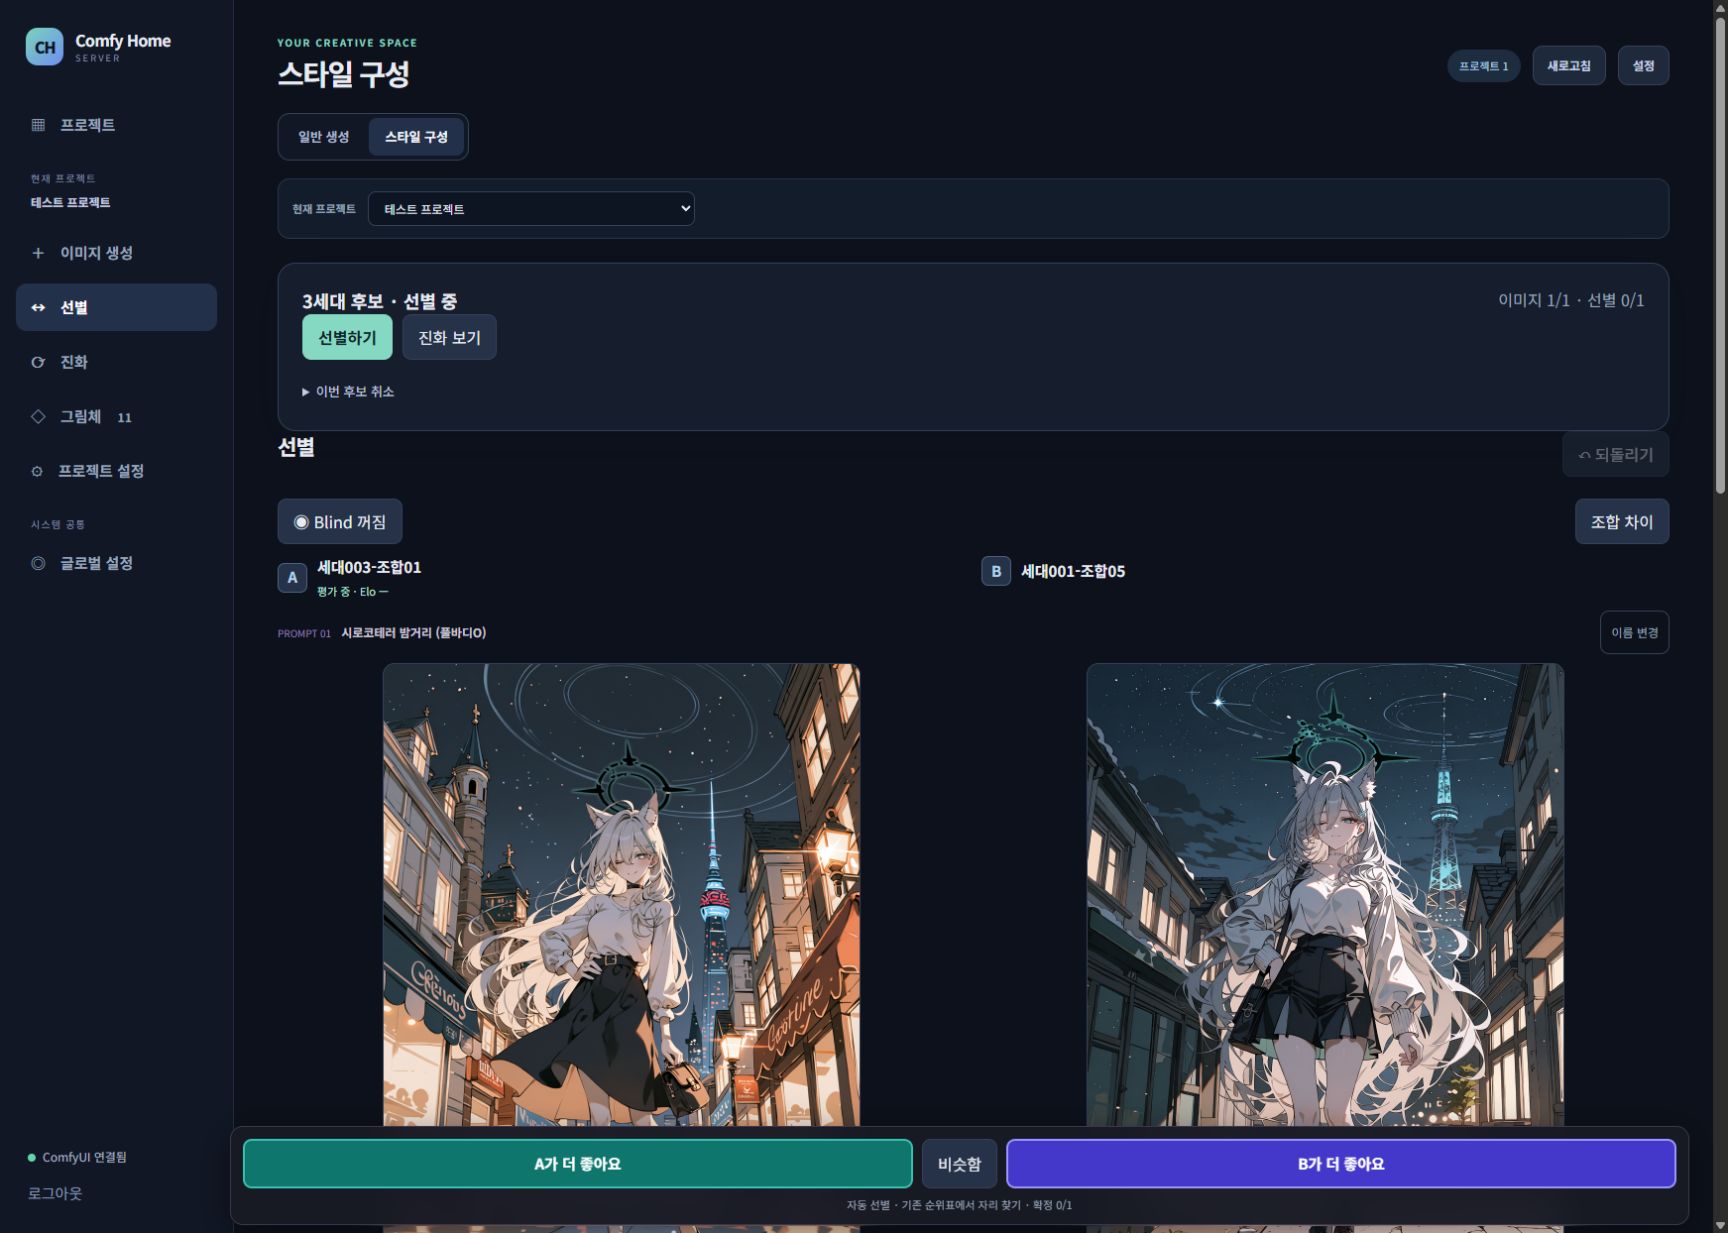 CH
Comfy Home
SERVER
프로젝트
현재 프로젝트
테스트 프로젝트
이미지 생성
선별
진화
그림체 11
프로젝트 설정
시스템 공통
글로벌 설정
ComfyUI 연결됨
로그아웃
YOUR CREATIVE SPACE
스타일 구성
프로젝트 1
새로고침
설정
일반 생성
스타일 구성
현재 프로젝트
테스트 프로젝트
3세대 후보 · 선별 중
이미지 1/1 · 선별 0/1
선별하기
진화 보기
이번 후보 취소
선별
되돌리기
Blind 꺼짐
조합 차이
A
세대003-조합01
평가 중 · Elo —
B
세대001-조합05
PROMPT 01
시로코테러 밤거리 (풀바디O)
이름 변경
A가 더 좋아요
비슷함
B가 더 좋아요
자동 선별 · 기존 순위표에서 자리 찾기 · 확정 0/1